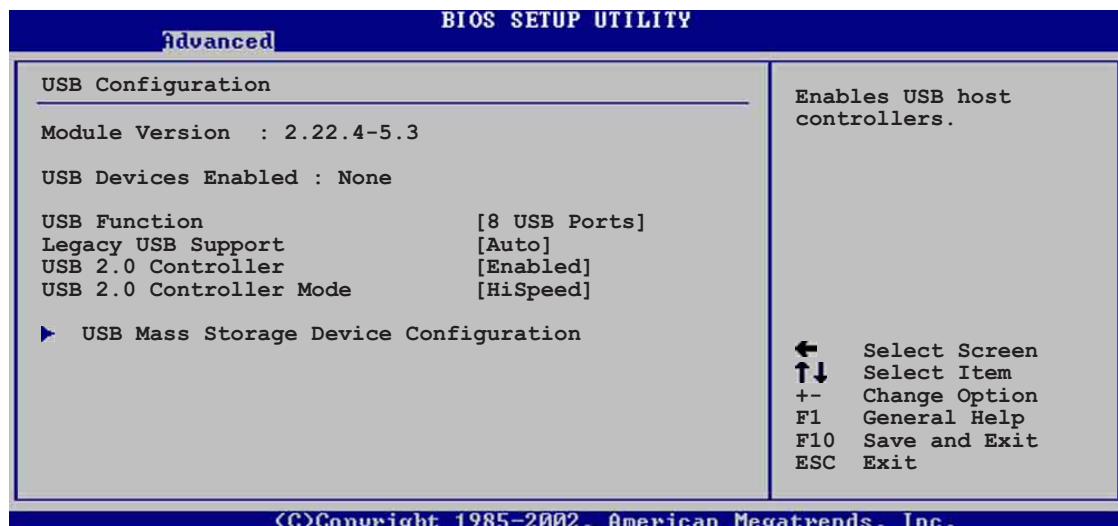 BIOS SETUP UTILITY
Advanced
USB Configuration
Module Version : 2.22.4-5.3
USB Devices Enabled : None
USB Function [8 USB Ports]
Legacy USB Support [Auto]
USB 2.0 Controller [Enabled]
USB 2.0 Controller Mode [HiSpeed]
USB Mass Storage Device Configuration
Enables USB host
controllers.
← Select Screen
↑↓ Select Item
+- Change Option
F1 General Help
F10 Save and Exit
ESC Exit
(C)Copyright 1985-2002, American Megatrends, Inc.